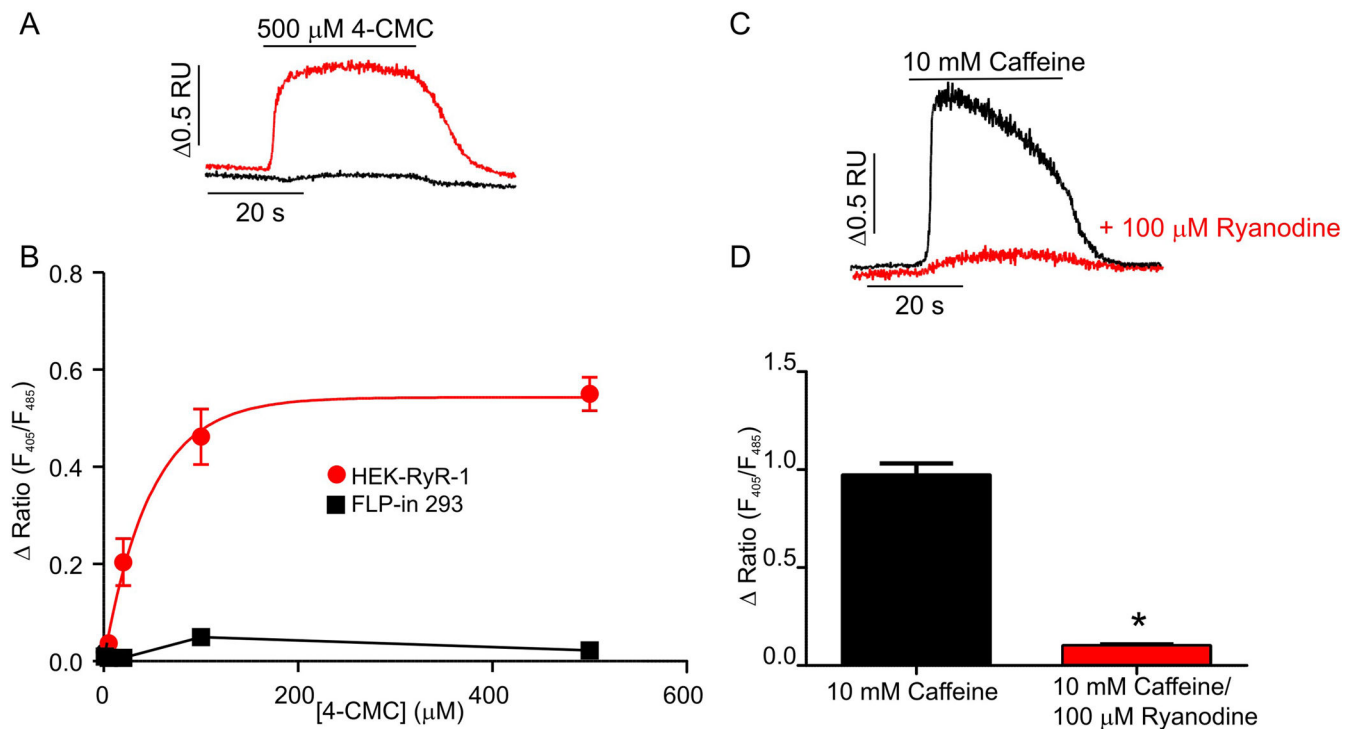 A
500 μM 4-CMC
Δ0.5 RU
20 s
B
0.8
0.6
0.4
0.2
0.0
Δ Ratio (F405/F485)
HEK-RyR-1
FLP-in 293
0
200
400
600
[4-CMC] (μM)
C
10 mM Caffeine
Δ0.5 RU
+ 100 μM Ryanodine
20 s
D
1.5
1.0
0.5
0.0
Δ Ratio (F405/F485)
*
10 mM Caffeine
10 mM Caffeine/
100 μM Ryanodine